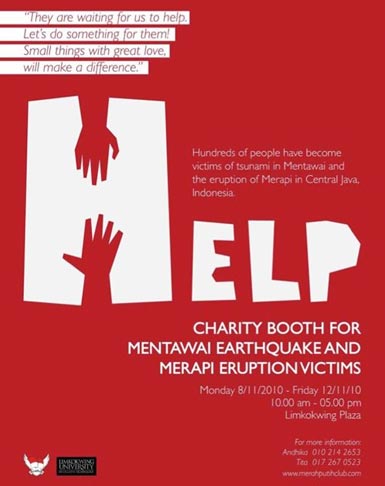 "They are waiting for us to help.
Let's do something for them!
Small things with great love,
will make a difference."
Hundreds of people have become
victims of tsunami in Mentawai and
the eruption of Merapi in Central Java,
Indonesia.
HELP
CHARITY BOOTH FOR
MENTAWAI EARTHQUAKE AND
MERAPI ERUPTION VICTIMS
Monday 8/11/2010 - Friday 12/11/10
10.00 am - 05.00 pm
Limkokwing Plaza
For more information:
Andhika 010 214 2653
Tita 017 267 0523
www.merahputihclub.com
LIMKOKWING
UNIVERSITY